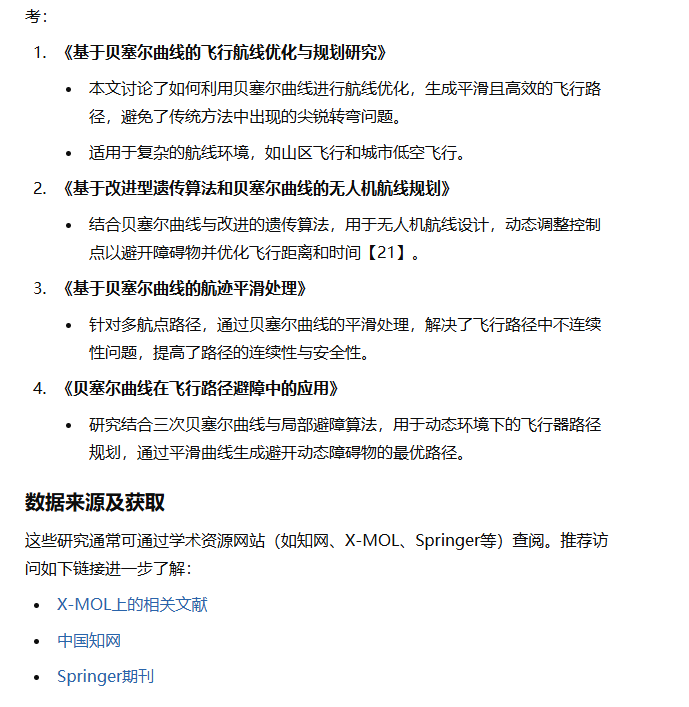 考：
1. 《基于贝塞尔曲线的飞行航线优化与规划研究》
• 本文讨论了如何利用贝塞尔曲线进行航线优化，生成平滑且高效的飞行路
径，避免了传统方法中出现的尖锐转弯问题。
• 适用于复杂的航线环境，如山区飞行和城市低空飞行。
2. 《基于改进型遗传算法和贝塞尔曲线的无人机航线规划》
• 结合贝塞尔曲线与改进的遗传算法，用于无人机航线设计，动态调整控制
点以避开障碍物并优化飞行距离和时间【21】。
3. 《基于贝塞尔曲线的航迹平滑处理》
• 针对多航点路径，通过贝塞尔曲线的平滑处理，解决了飞行路径中不连续
性问题，提高了路径的连续性与安全性。
4. 《贝塞尔曲线在飞行路径避障中的应用》
• 研究结合三次贝塞尔曲线与局部避障算法，用于动态环境下的飞行器路径
规划，通过平滑曲线生成避开动态障碍物的最优路径。
数据来源及获取
这些研究通常可通过学术资源网站（如知网、X-MOL、Springer等）查阅。推荐访
问如下链接进一步了解：
• X-MOL上的相关文献
• 中国知网
• Springer期刊